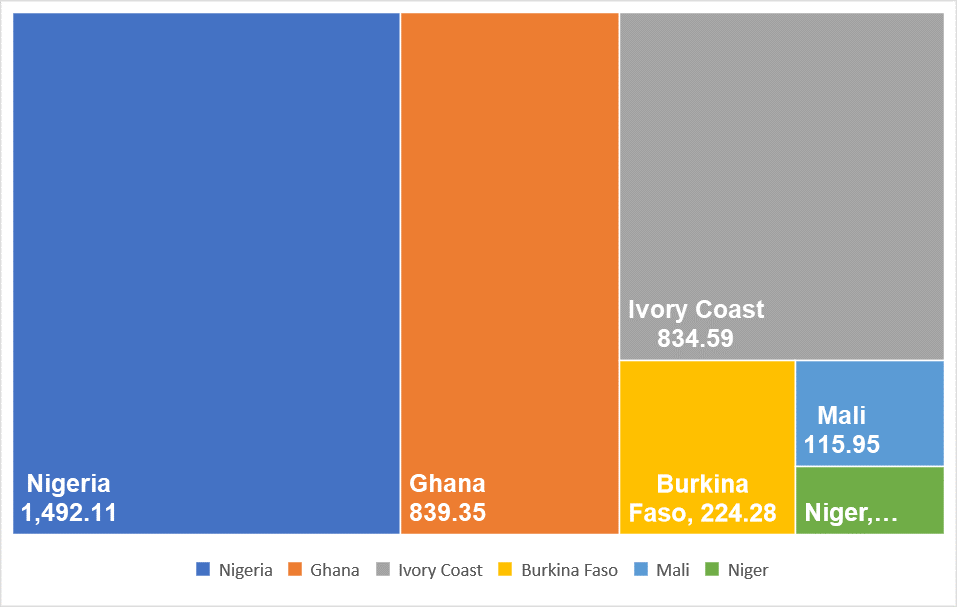 Nigeria
1,492.11
Ghana
839.35
Ivory Coast
834.59
Burkina
Faso, 224.28
Mali
115.95
Niger,...
Nigeria Ghana Ivory Coast Burkina Faso Mali Niger